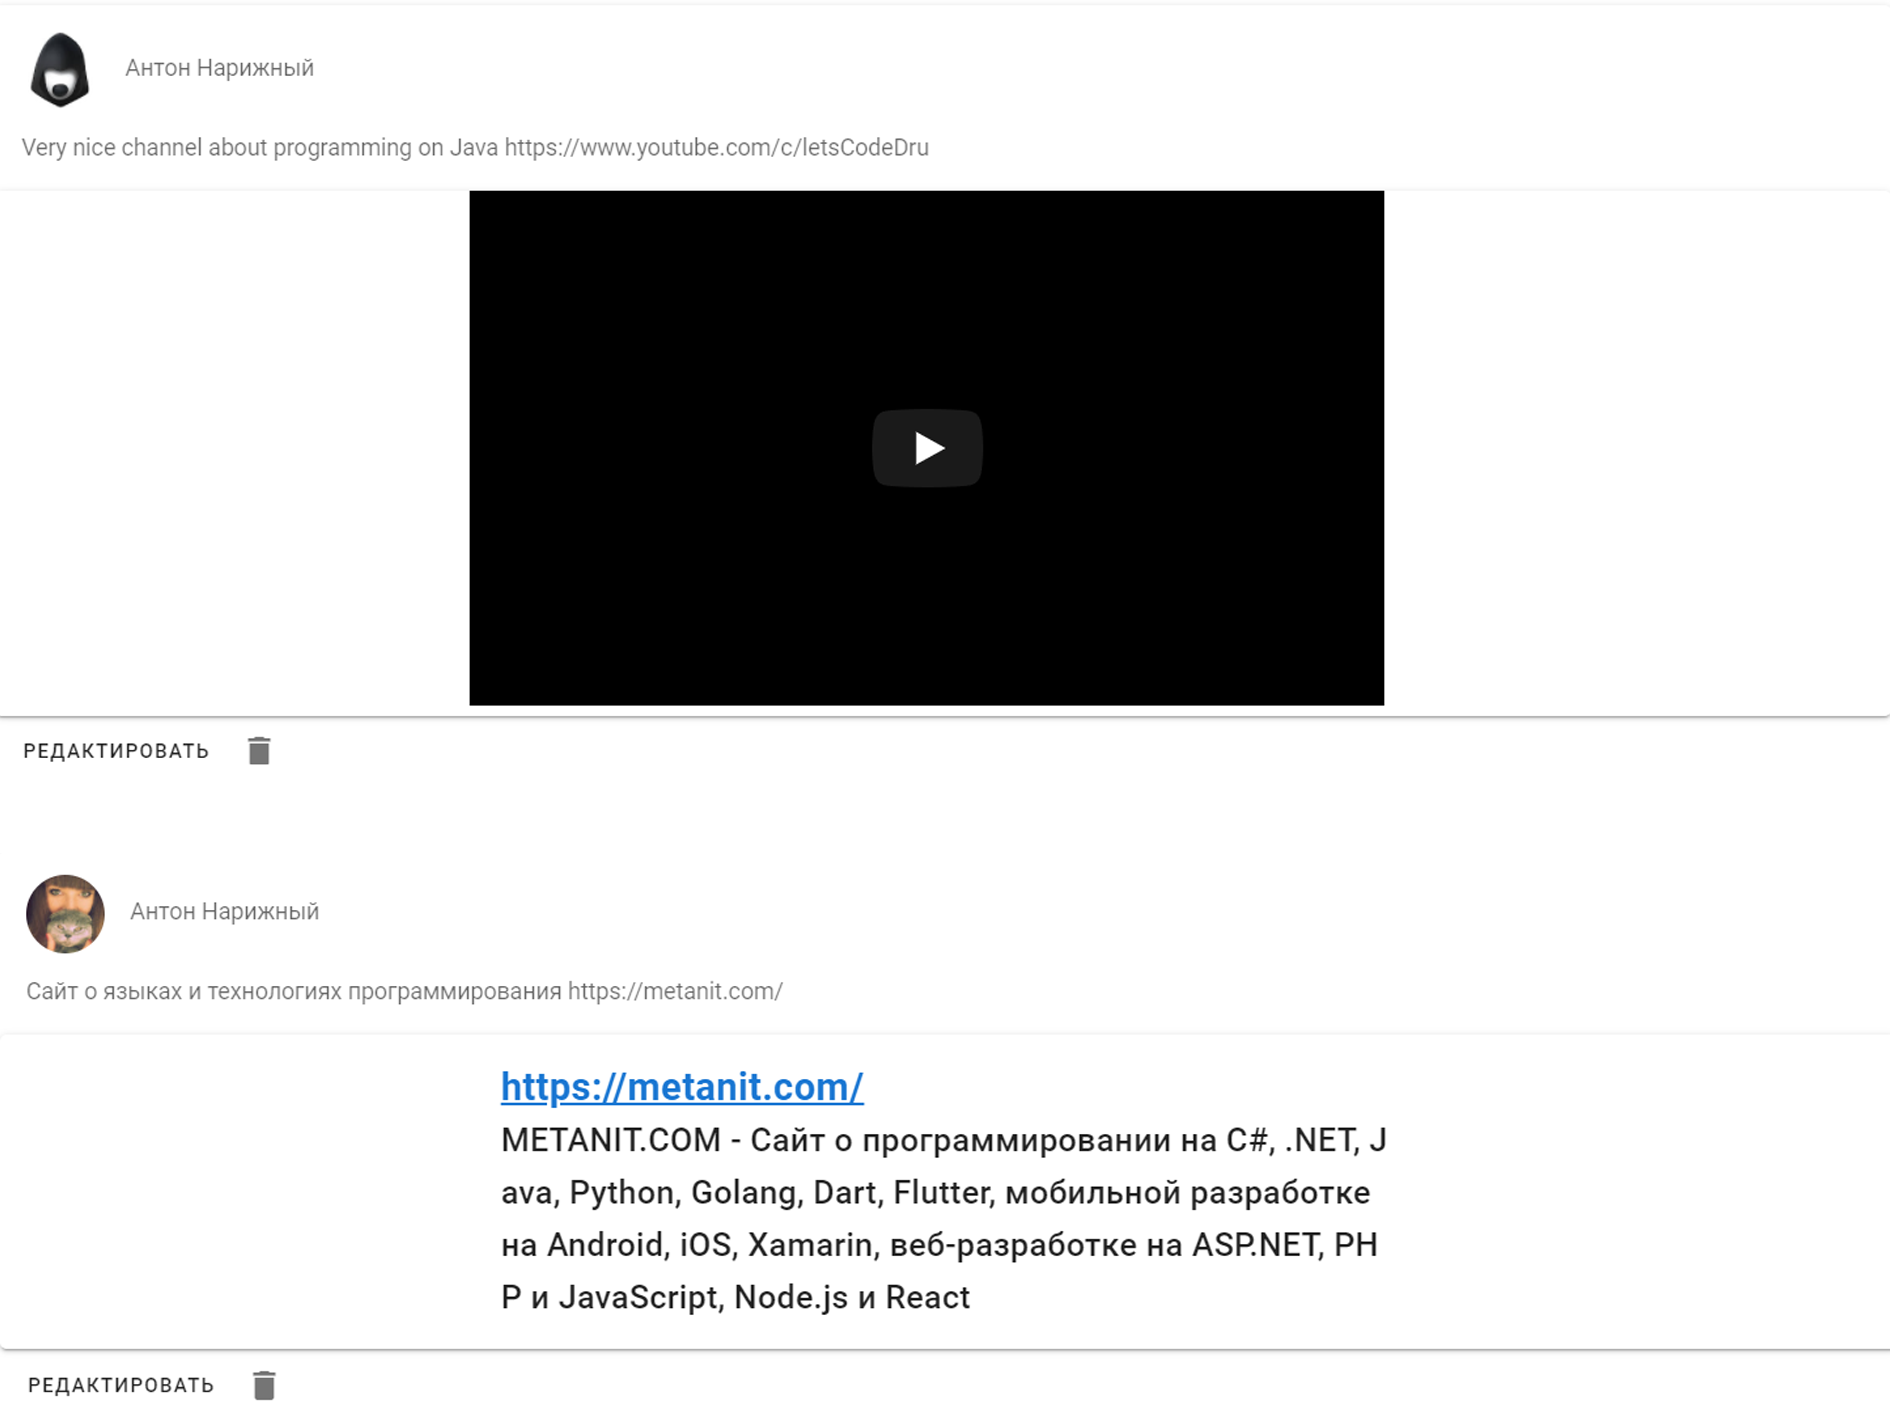 Антон Нарижный
Very nice channel about programming on Java https://www.youtube.com/c/letsCodeDru
РЕДАКТИРОВАТЬ
Антон Нарижный
Сайт о языках и технологиях программирования https://metanit.com/
https://metanit.com/
METANIT.COM - Сайт о программировании на C#, .NET, J
ava, Python, Golang, Dart, Flutter, мобильной разработке
на Android, iOS, Xamarin, веб-разработке на ASP.NET, PH
P и JavaScript, Node.js и React
РЕДАКТИРОВАТЬ